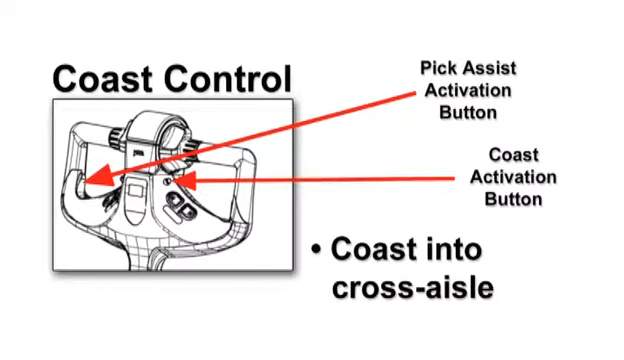 Coast Control
Pick Assist
Activation
Button
Coast
Activation
Button
• Coast into
cross-aisle